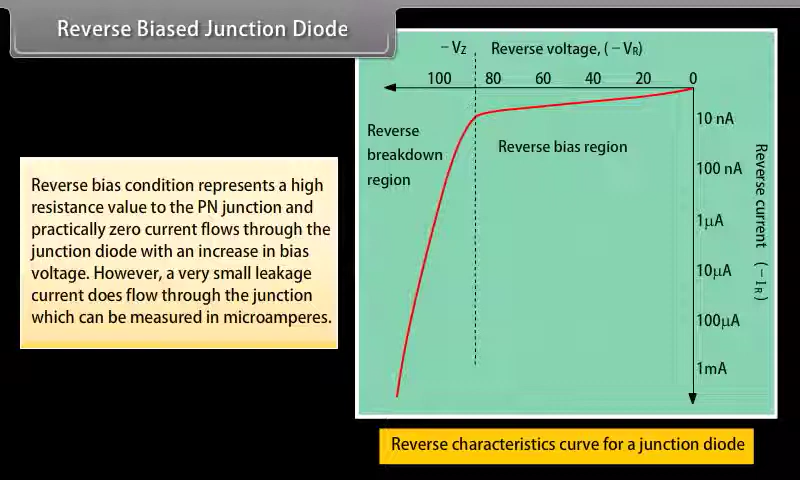 Reverse Biased Junction Diode
Reverse bias condition represents a high
resistance value to the PN junction and
practically zero current flows through the
junction diode with an increase in bias
voltage. However, a very small leakage
current does flow through the junction
which can be measured in microamperes.
– Vz Reverse voltage, ( – VR)
100 80 60 40 20 0
Reverse
breakdown
region
Reverse bias region
10 nA
100 nA
1μA
10μA
100μA
1mA
Reverse current ( – IR )
Reverse characteristics curve for a junction diode